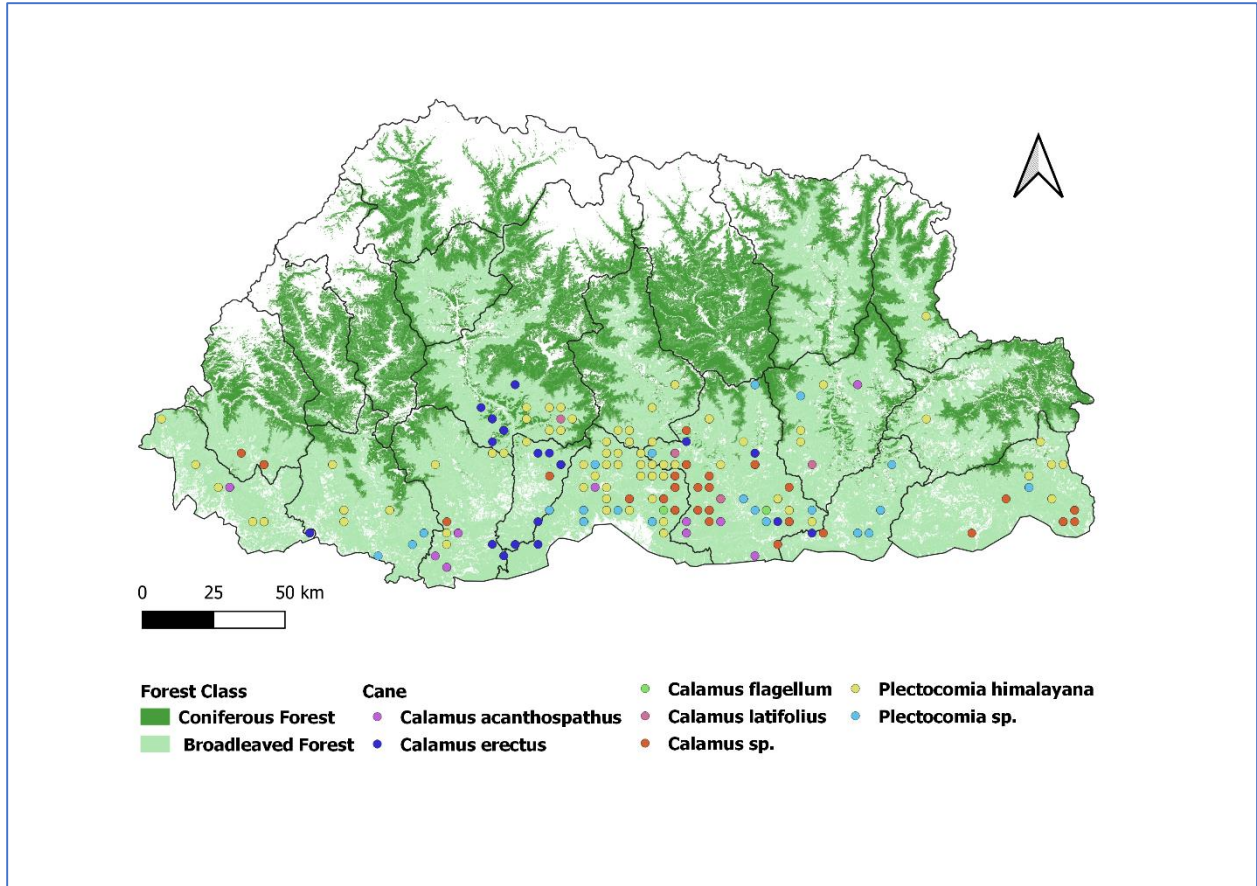 0 25 50 km
Forest Class
Coniferous Forest
Broadleaved Forest
Cane
Calamus acanthospathus
Calamus erectus
Calamus flagellum
Calamus latifolius
Calamus sp.
Plectocomia himalayana
Plectocomia sp.